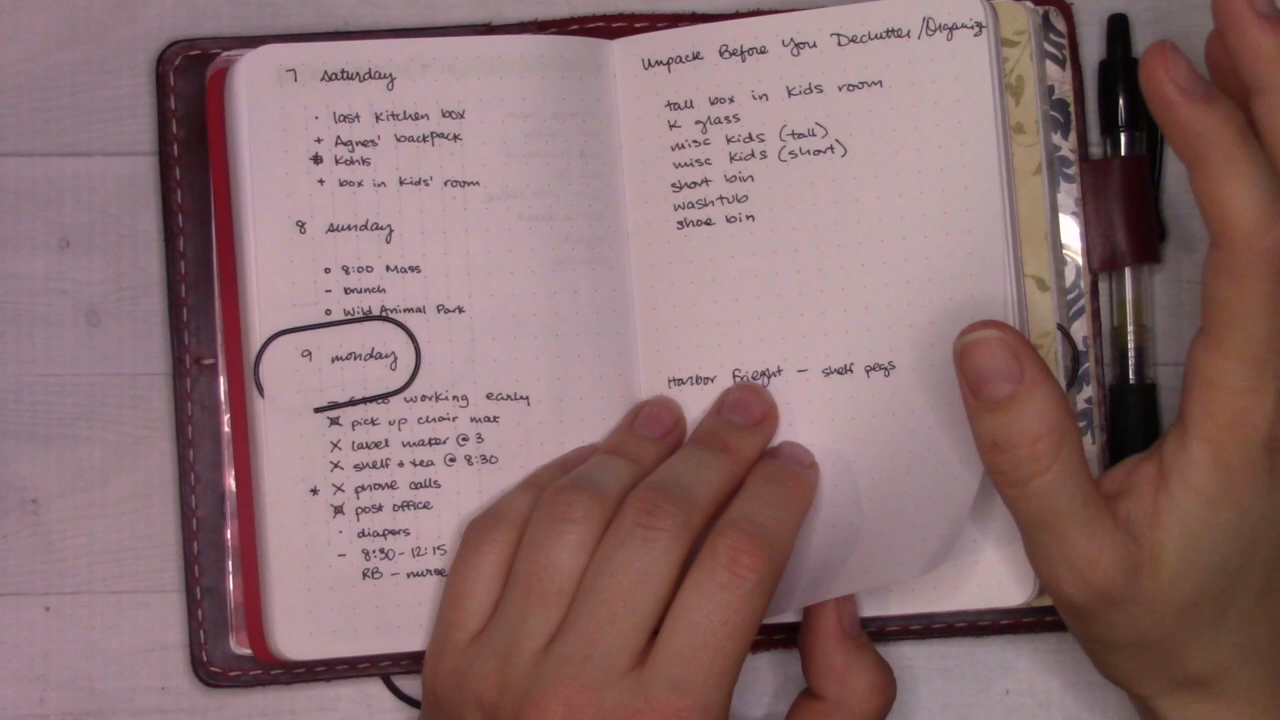 7 saturday
· last kitchen box
+ Agnes' backpack
Kohls
+ box in kids' room
8 sunday
o 8:00 Mass
- brunch
o Wild Animal Park
9 monday
working early
pick up chair mat
X label maker @ 3
X shelf + tea @ 8:30
* X phone calls
post office
· diapers
- 8:30-12:15
RB - nurse
Unpack Before You Declutter/Organize
tall box in kids room
K glass
misc kids (tall)
misc kids (short)
short bin
washtub
shoe bin
Harbor frieght - shelf pegs